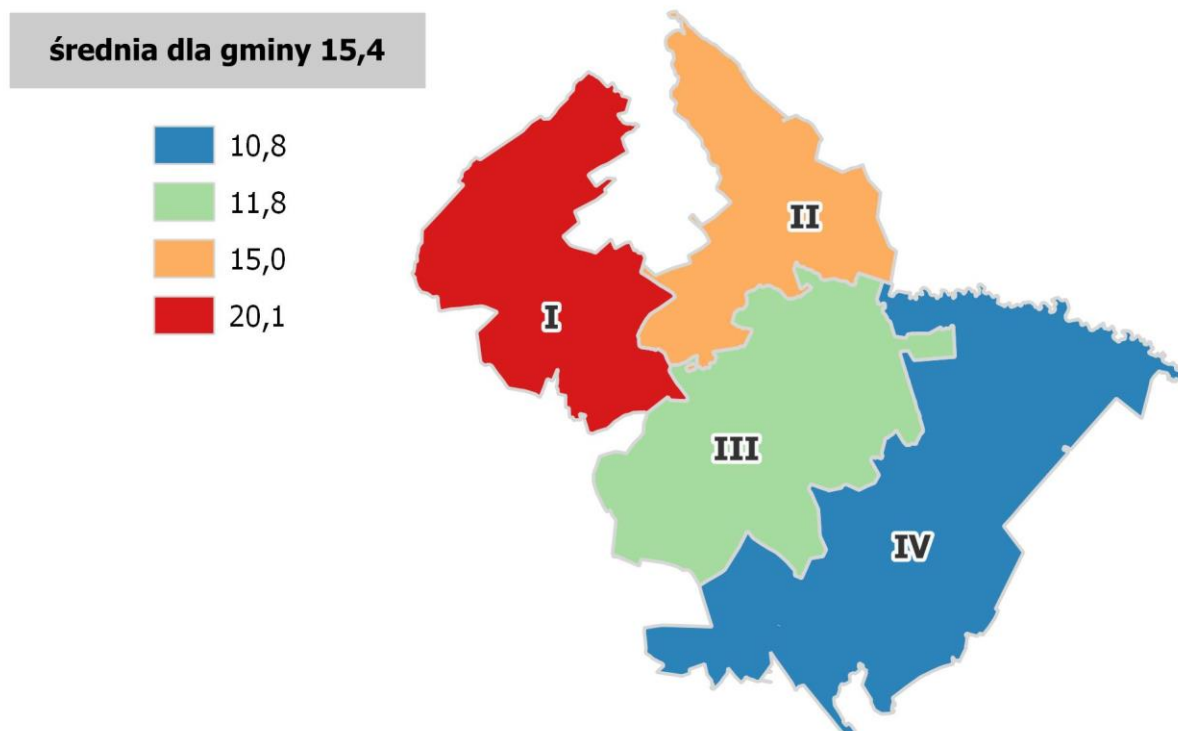 średnia dla gminy 15,4
10,8
11,8
15,0
20,1
I
II
III
IV